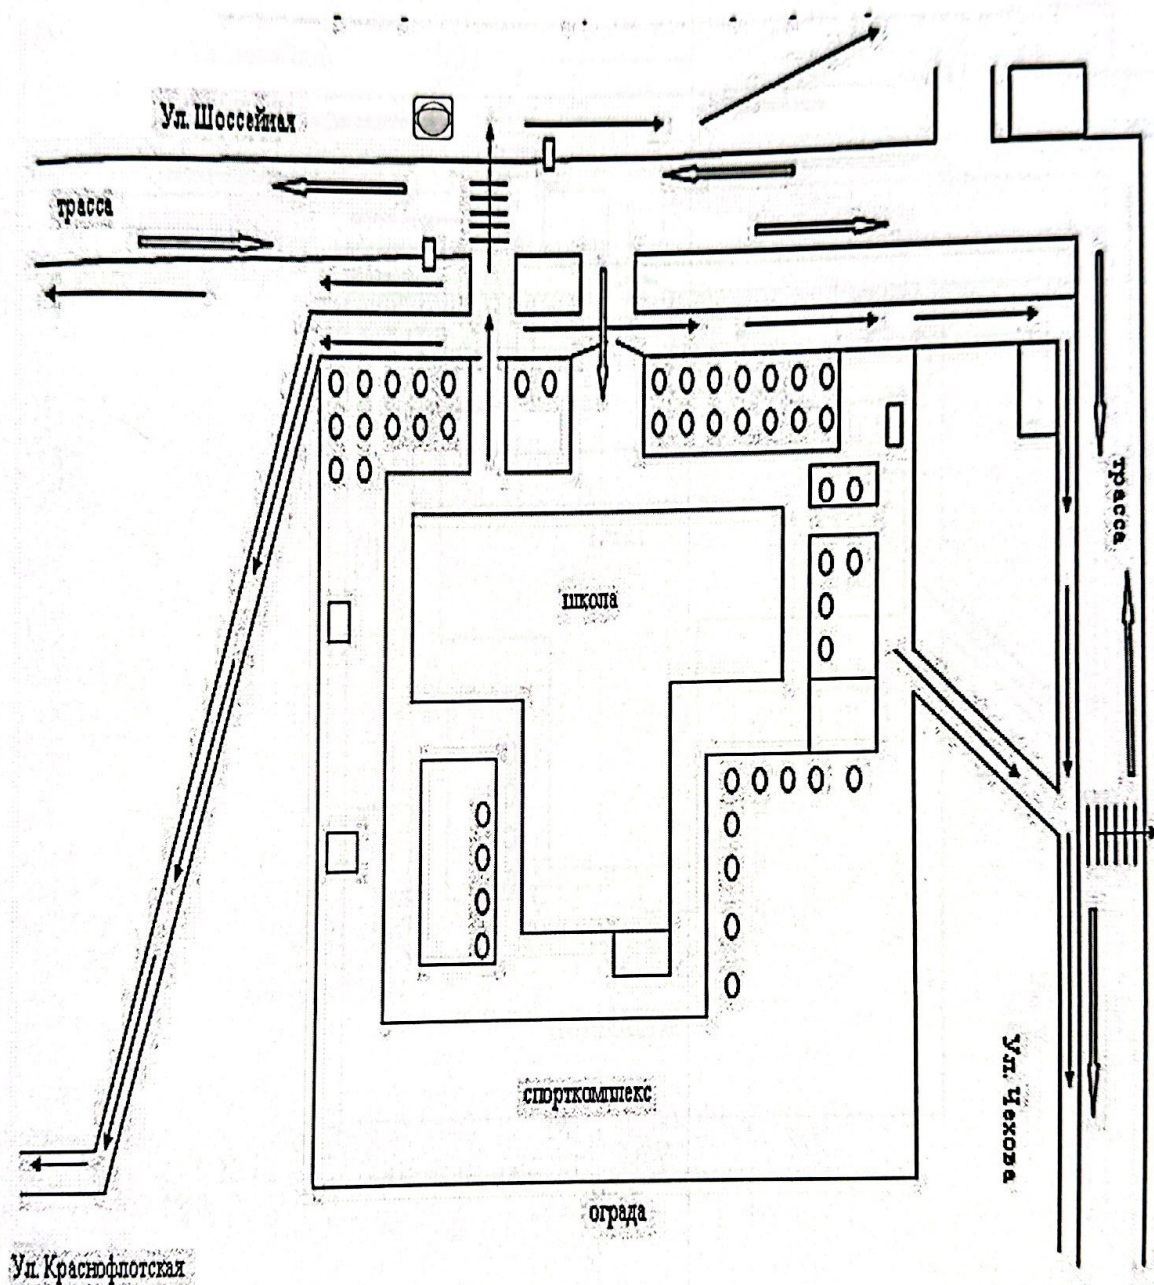 Ул. Шоссейная
трасса
трасса
школа
спорткомплекс
Ул. Чехова
ограда
Ул. Краснофлотская